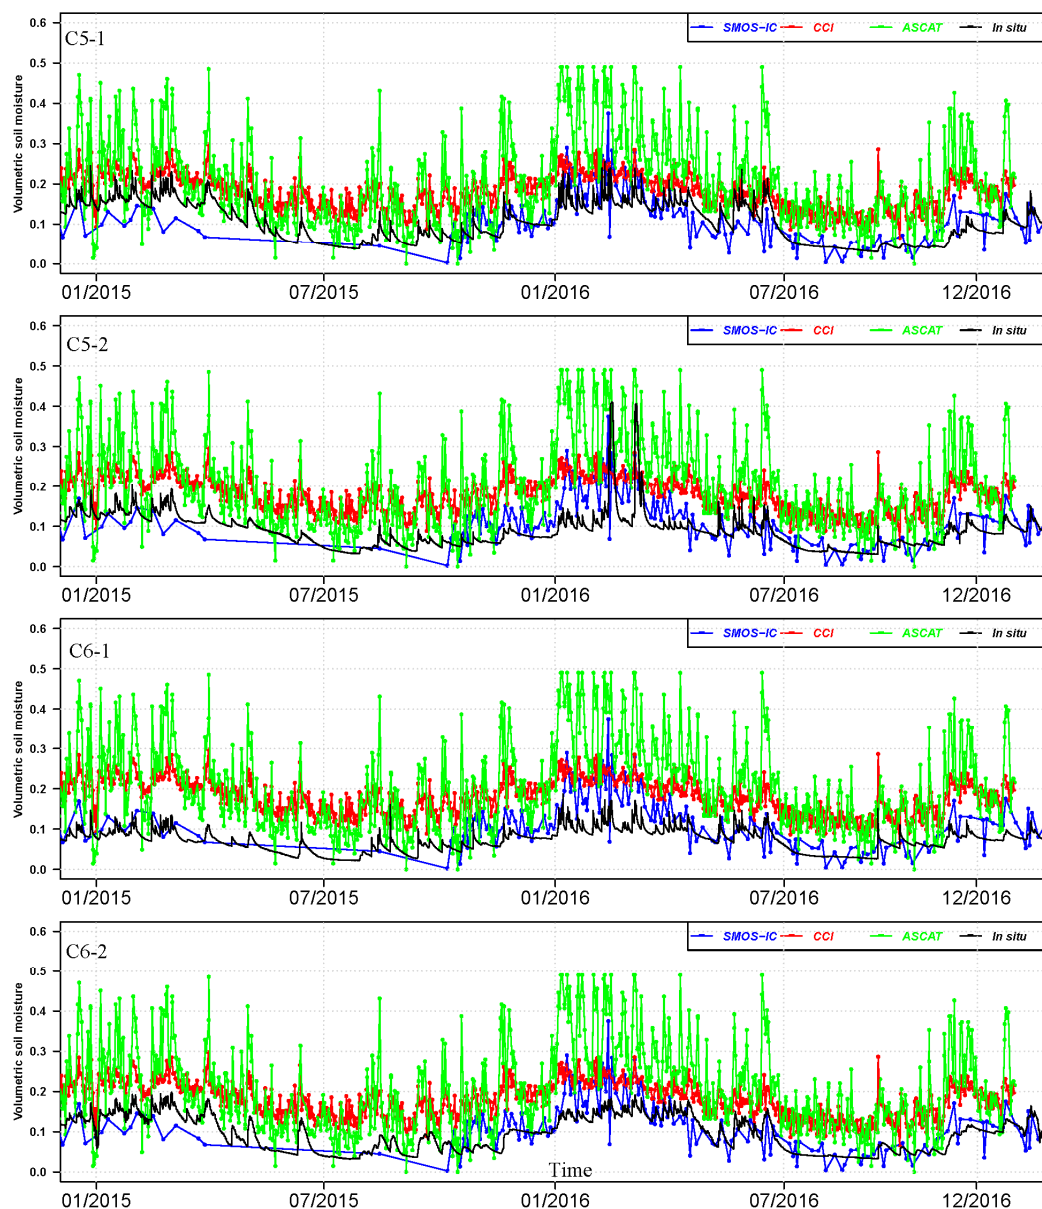 0.6
SMOS-IC CCI ASCAT In situ
C5-1
0.5
0.4
0.3
Volumetric soil moisture
0.2
0.1
0.0
01/2015 07/2015 01/2016 07/2016 12/2016
0.6
SMOS-IC CCI ASCAT In situ
C5-2
0.5
0.4
0.3
Volumetric soil moisture
0.2
0.1
0.0
01/2015 07/2015 01/2016 07/2016 12/2016
0.6
SMOS-IC CCI ASCAT In situ
C6-1
0.5
0.4
0.3
Volumetric soil moisture
0.2
0.1
0.0
01/2015 07/2015 01/2016 07/2016 12/2016
0.6
SMOS-IC CCI ASCAT In situ
C6-2
0.5
0.4
0.3
Volumetric soil moisture
0.2
0.1
0.0
Time
01/2015 07/2015 01/2016 07/2016 12/2016